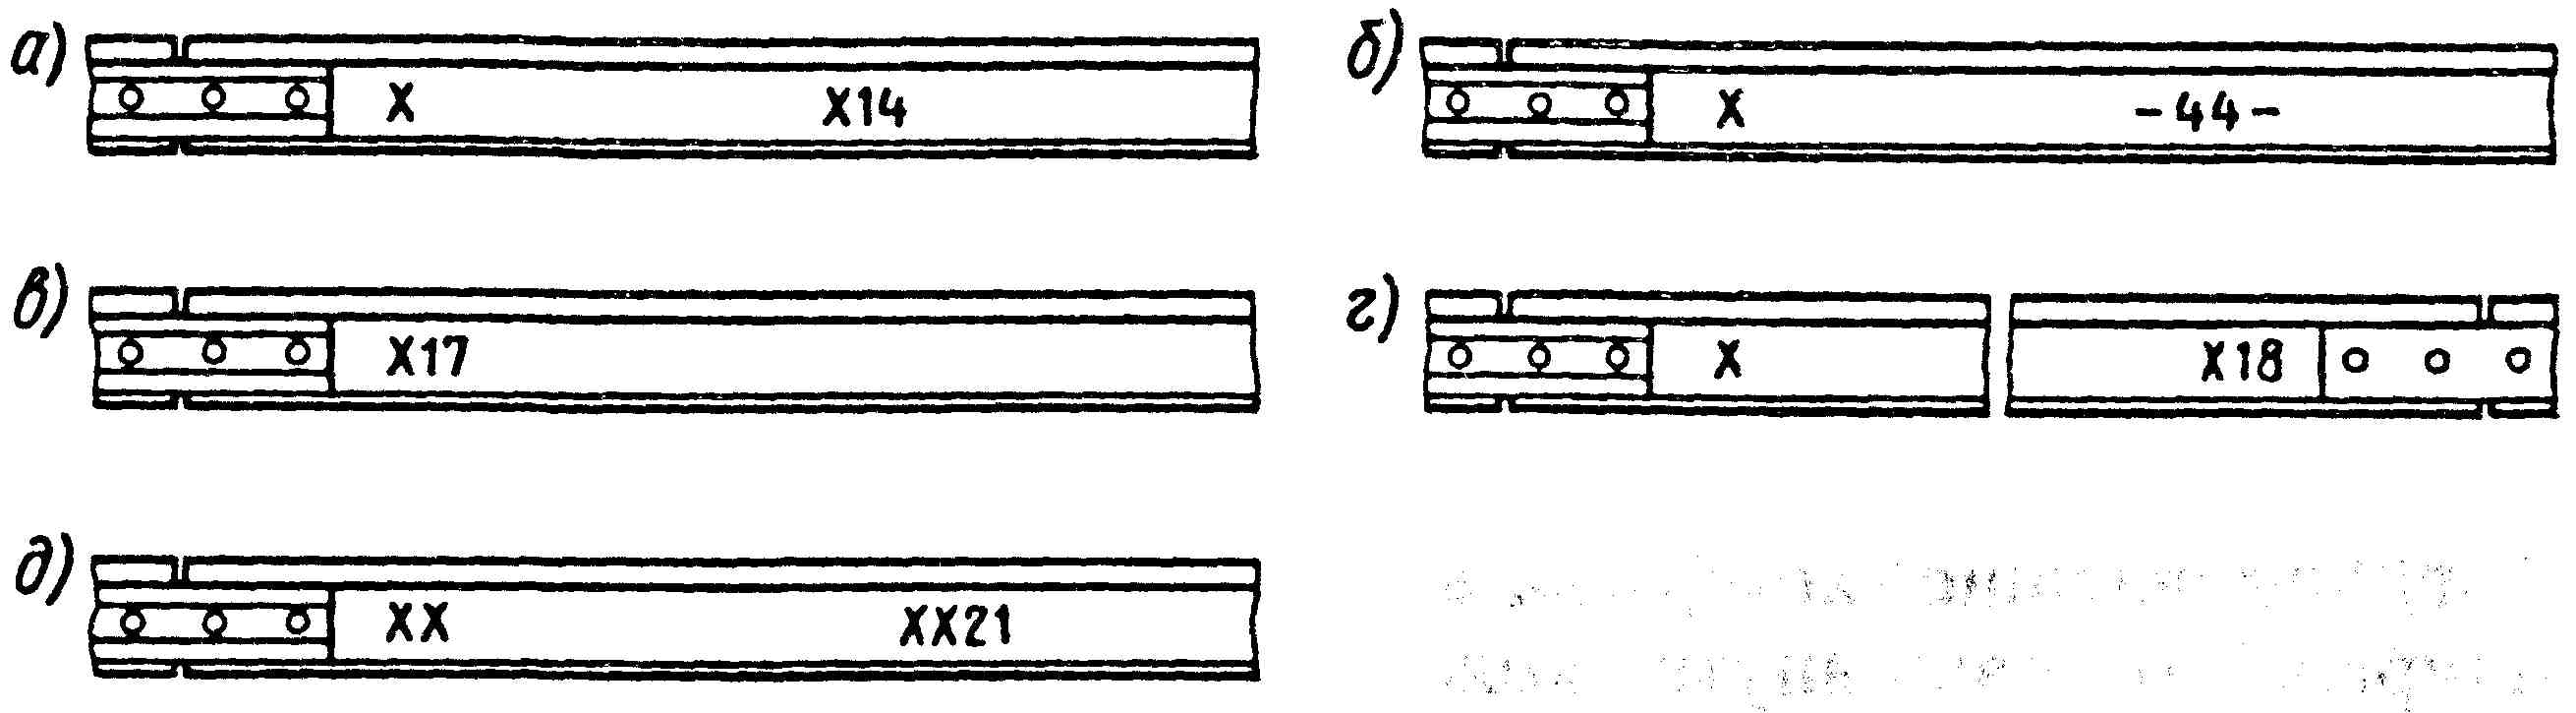 а) X X14
б) X -44-
в) X17
г) X X18
д) XX XX21